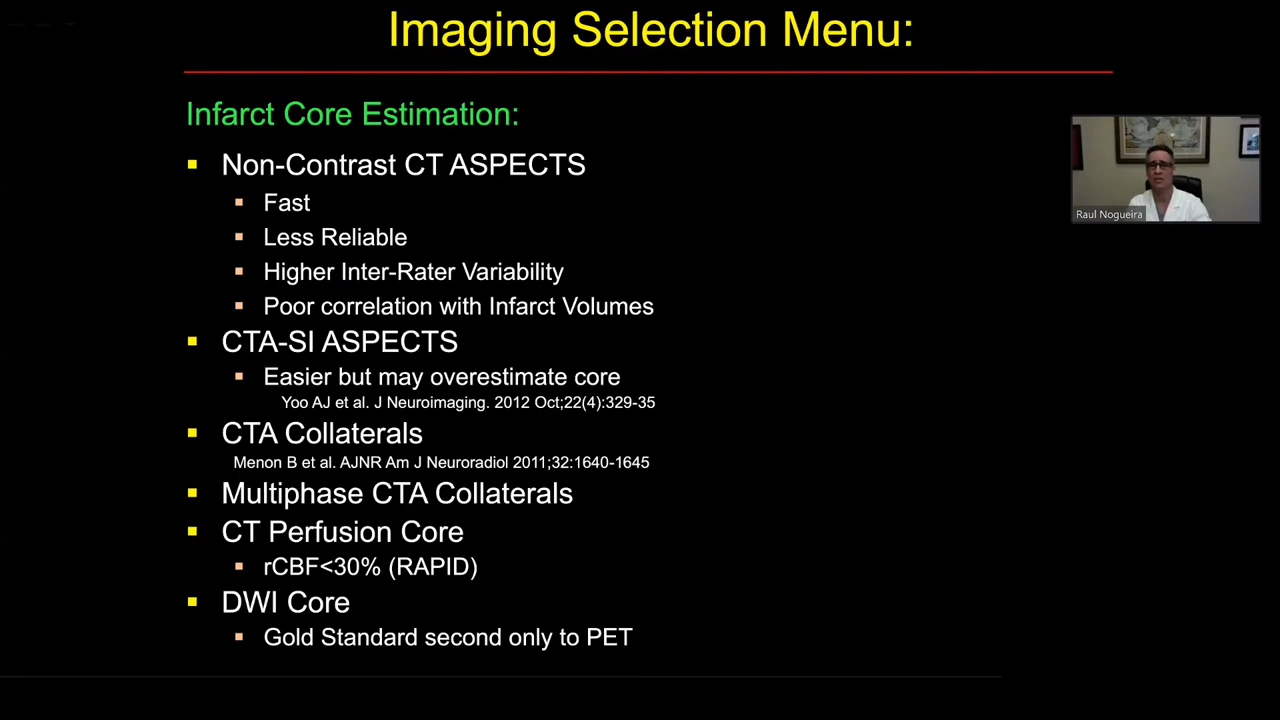 Imaging Selection Menu:
Infarct Core Estimation:
Non-Contrast CT ASPECTS
Fast
Less Reliable
Higher Inter-Rater Variability
Poor correlation with Infarct Volumes
CTA-SI ASPECTS
Easier but may overestimate core
Yoo AJ et al. J Neuroimaging. 2012 Oct;22(4):329-35
CTA Collaterals
Menon B et al. AJNR Am J Neuroradiol 2011;32:1640-1645
Multiphase CTA Collaterals
CT Perfusion Core
rCBF<30% (RAPID)
DWI Core
Gold Standard second only to PET
Raul Nogueira